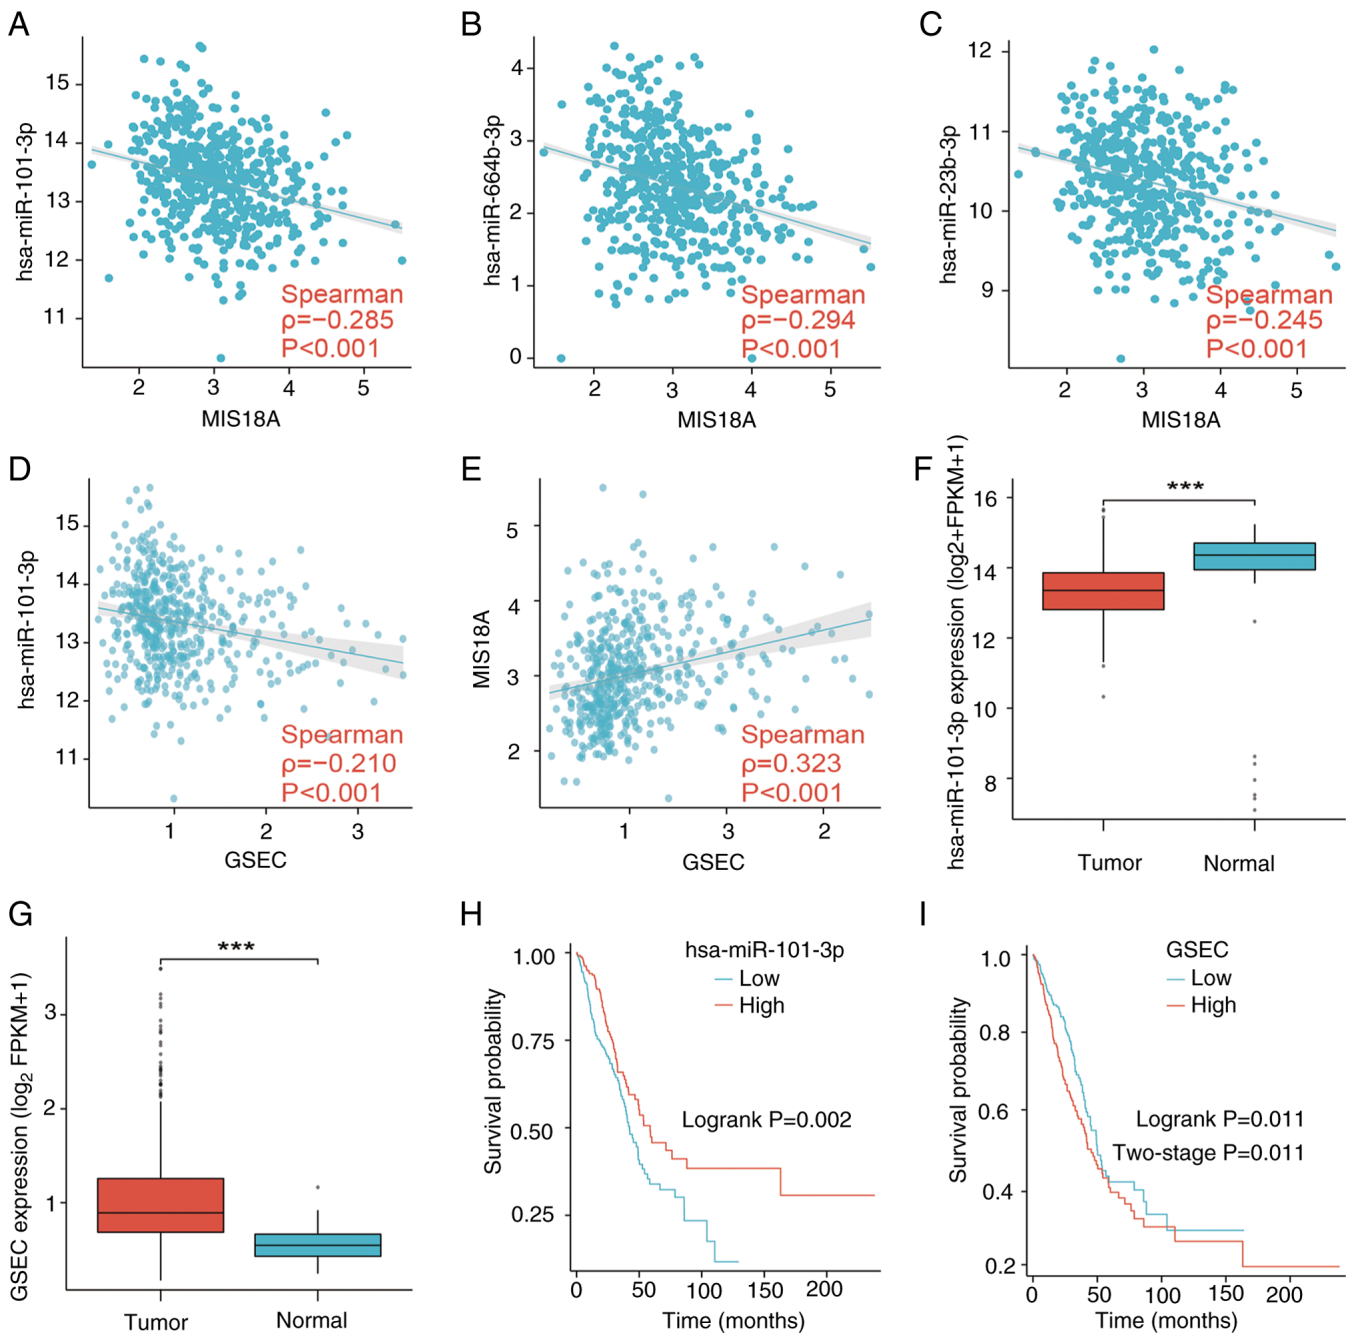 A
hsa-miR-101-3p
15
14
13
12
11
Spearman
ρ=−0.285
P<0.001
2 3 4 5
MIS18A
B
hsa-miR-664b-3p
4
3
2
1
0
Spearman
ρ=−0.294
P<0.001
2 3 4 5
MIS18A
C
hsa-miR-23b-3p
12
11
10
9
Spearman
ρ=−0.245
P<0.001
2 3 4 5
MIS18A
D
hsa-miR-101-3p
15
14
13
12
11
Spearman
ρ=−0.210
P<0.001
1 2 3
GSEC
E
MIS18A
5
4
3
2
Spearman
ρ=0.323
P<0.001
1 3 2
GSEC
F
hsa-miR-101-3p expression (log2+FPKM+1)
16
14
12
10
8
***
Tumor Normal
G
GSEC expression (log2 FPKM+1)
3
2
1
***
Tumor Normal
H
Survival probability
1.00
0.75
0.50
0.25
hsa-miR-101-3p
Low
High
Logrank P=0.002
0 50 100 150 200
Time (months)
I
Survival probability
1.0
0.8
0.6
0.4
0.2
GSEC
Low
High
Logrank P=0.011
Two-stage P=0.011
0 50 100 150 200
Time (months)